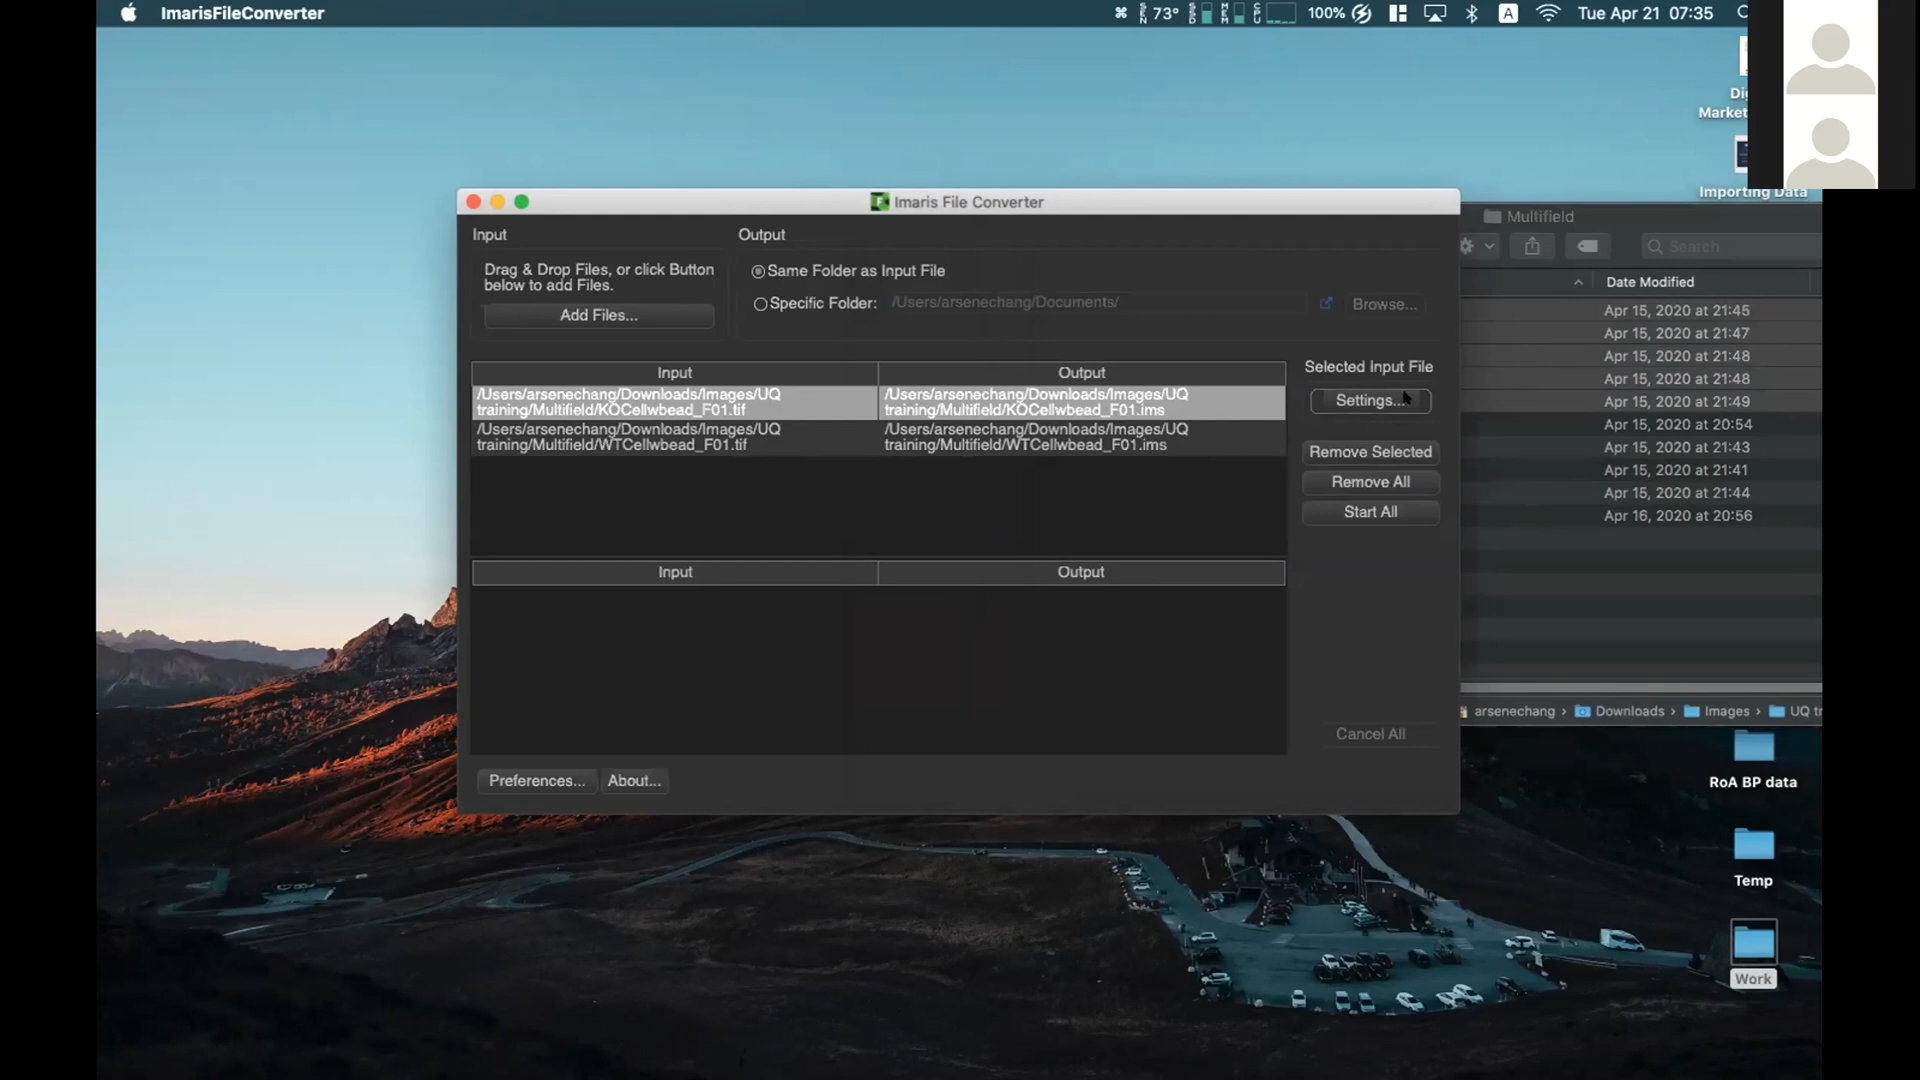 ImarisFileConverter
73°
100%
A
Tue Apr 21 07:35
Marke
Importing Data
Imaris File Converter
Multifield
Search
Input
Output
Drag & Drop Files, or click Button
below to add Files.
Add Files...
Same Folder as Input File
Specific Folder:
/Users/arsenechang/Documents/
Browse...
Date Modified
Apr 15, 2020 at 21:45
Apr 15, 2020 at 21:47
Apr 15, 2020 at 21:48
Apr 15, 2020 at 21:48
Apr 15, 2020 at 21:49
Apr 15, 2020 at 20:54
Apr 15, 2020 at 21:43
Apr 15, 2020 at 21:41
Apr 15, 2020 at 21:44
Apr 16, 2020 at 20:56
Input
Output
/Users/arsenechang/Downloads/Images/UQ
training/Multifield/KOCellwbead_F01.tif
/Users/arsenechang/Downloads/Images/UQ
training/Multifield/KOCellwbead_F01.ims
/Users/arsenechang/Downloads/Images/UQ
training/Multifield/WTCellwbead_F01.tif
/Users/arsenechang/Downloads/Images/UQ
training/Multifield/WTCellwbead_F01.ims
Selected Input File
Settings...
Remove Selected
Remove All
Start All
Input
Output
Cancel All
Preferences...
About...
arsenechang › Downloads › Images › UQ
RoA BP data
Temp
Work